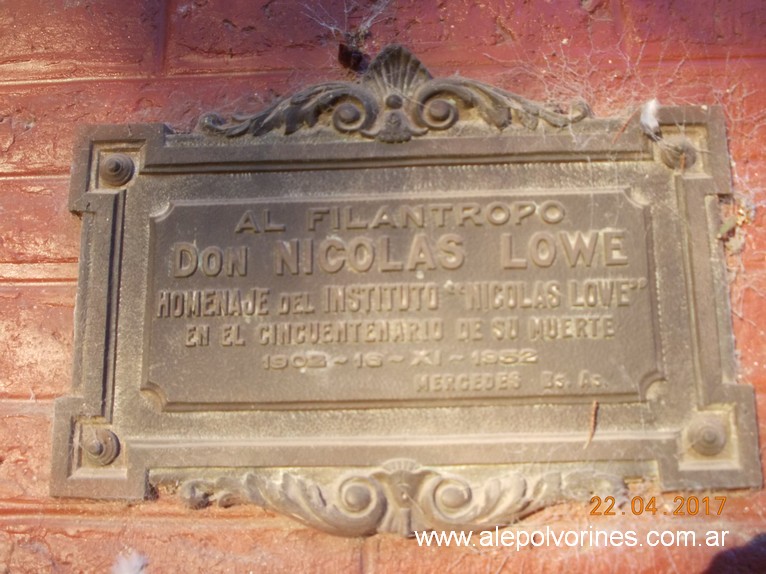 AL FILANTROPO
DON NICOLAS LOWE
HOMENAJE DEL INSTITUTO "NICOLAS LOWE"
EN EL CINCUENTENARIO DE SU MUERTE
1902-16-XI-1952
MERCEDES Bs. As.
22.04.2017
www.alepolvorines.com.ar